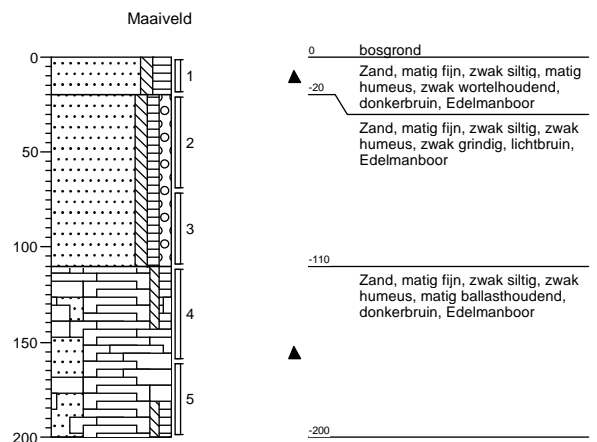 Maaiveld
0
50
100
150
200
1
2
3
4
5
0 bosgrond
Zand, matig fijn, zwak siltig, matig
humeus, zwak wortelhoudend,
donkerbruin, Edelmanboor
-20
Zand, matig fijn, zwak siltig, zwak
humeus, zwak grindig, lichtbruin,
Edelmanboor
-110
Zand, matig fijn, zwak siltig, zwak
humeus, matig ballasthoudend,
donkerbruin, Edelmanboor
-200